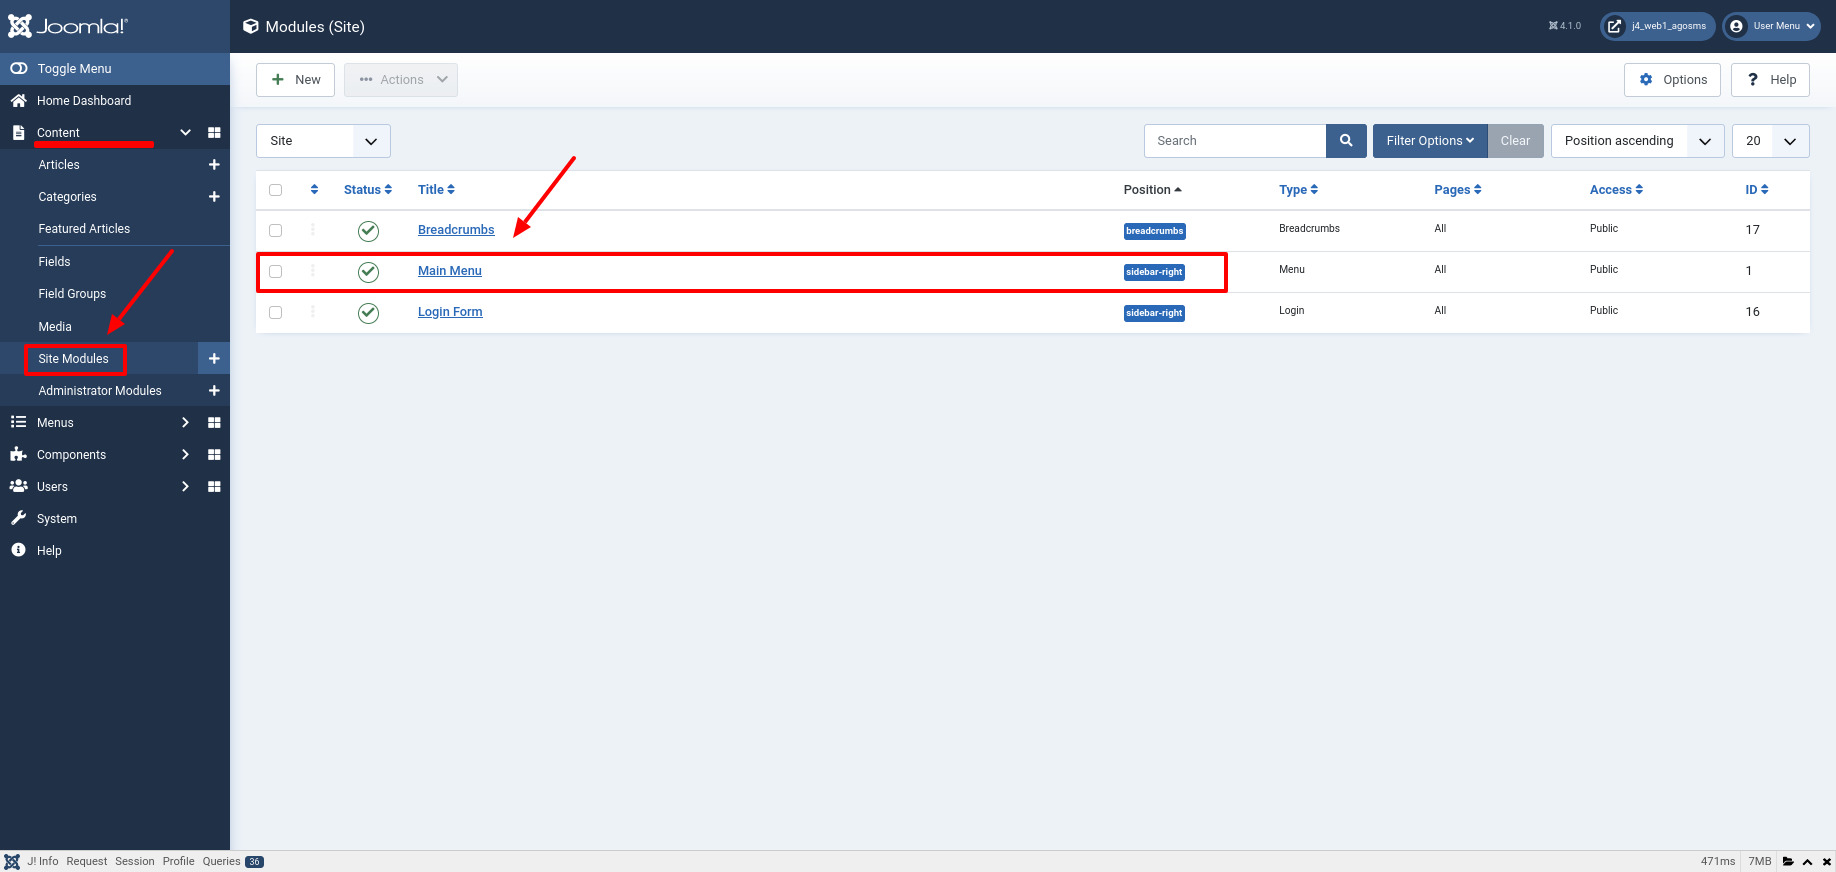 Joomla!®
Modules (Site)
4.1.0
j4_web1_agosms
User Menu
Toggle Menu
Home Dashboard
Content
Articles
Categories
Featured Articles
Fields
Field Groups
Media
Site Modules
Administrator Modules
Menus
Components
Users
System
Help
New
Actions
Options
Help
Site
Search
Filter Options
Clear
Position ascending
20
Status Title Position Type Pages Access ID
Breadcrumbs breadcrumbs Breadcrumbs All Public 17
Main Menu sidebar-right Menu All Public 1
Login Form sidebar-right Login All Public 16
J! Info Request Session Profile Queries 36 471ms 7MB